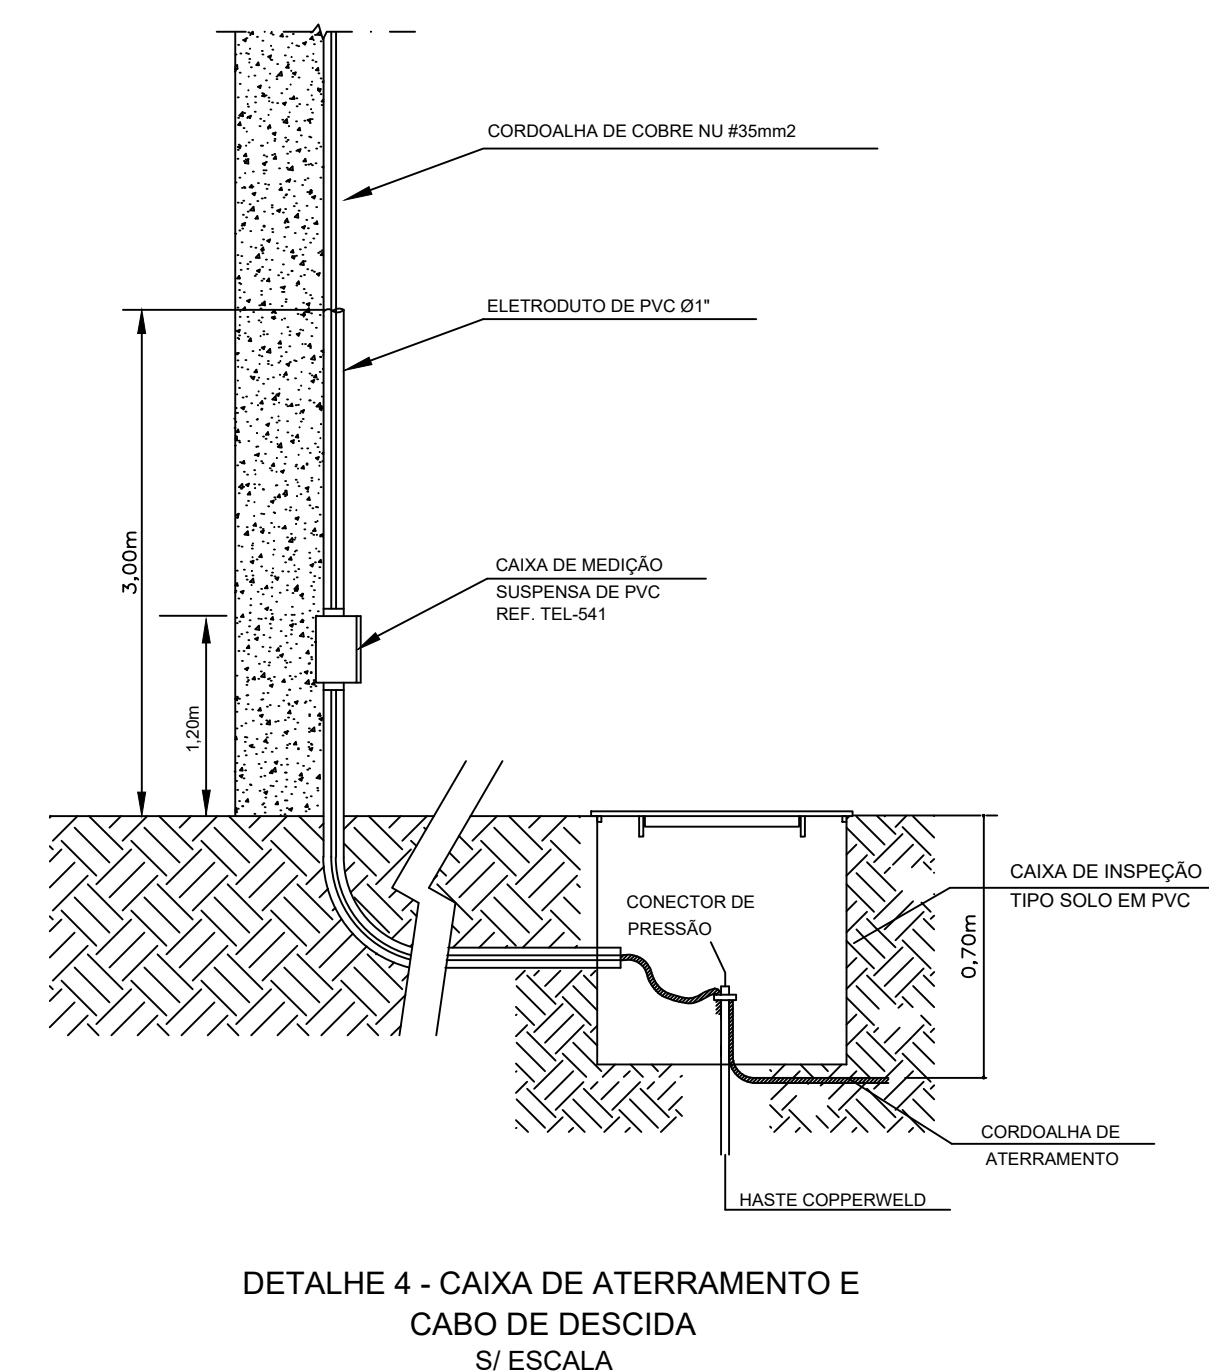 CORDOALHA DE COBRE NU #35mm2
ELETRODUTO DE PVC Ø1"
3,00m
CAIXA DE MEDIÇÃO
SUSPENSA DE PVC
REF. TEL-541
1,20m
CAIXA DE INSPEÇÃO
TIPO SOLO EM PVC
CONECTOR DE
PRESSÃO
0,70m
CORDOALHA DE
ATERRAMENTO
HASTE COPPERWELD
DETALHE 4 - CAIXA DE ATERRAMENTO E
CABO DE DESCIDA
S/ ESCALA